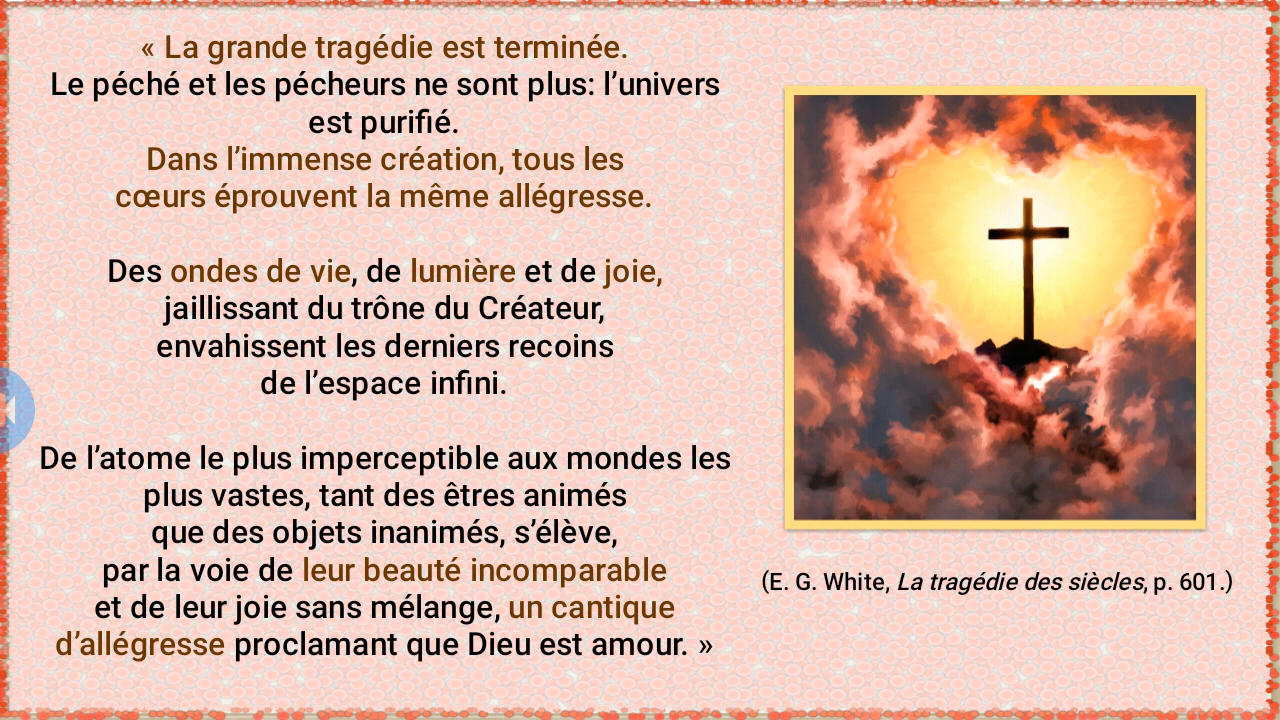 « La grande tragédie est terminée.
Le péché et les pécheurs ne sont plus: l’univers
est purifié.
Dans l’immense création, tous les
cœurs éprouvent la même allégresse.
Des ondes de vie, de lumière et de joie,
jaillissant du trône du Créateur,
envahissent les derniers recoins
de l’espace infini.
De l’atome le plus imperceptible aux mondes les
plus vastes, tant des êtres animés
que des objets inanimés, s’élève,
par la voie de leur beauté incomparable
et de leur joie sans mélange, un cantique
d’allégresse proclamant que Dieu est amour. »
(E. G. White, La tragédie des siècles, p. 601.)